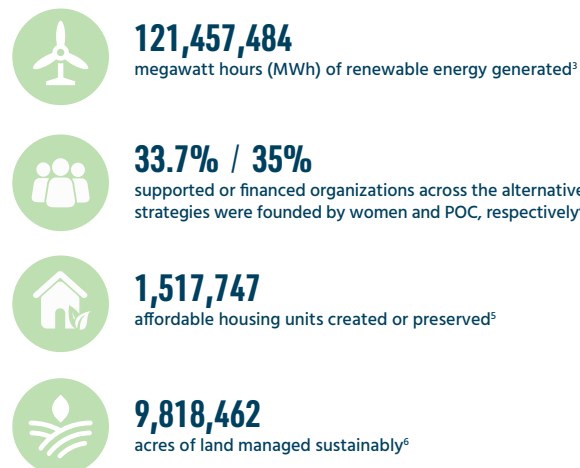 121,457,484
megawatt hours (MWh) of renewable energy generated³
33.7% / 35%
supported or financed organizations across the alternative
strategies were founded by women and POC, respectively
1,517,747
affordable housing units created or preserved⁵
9,818,462
acres of land managed sustainably⁶